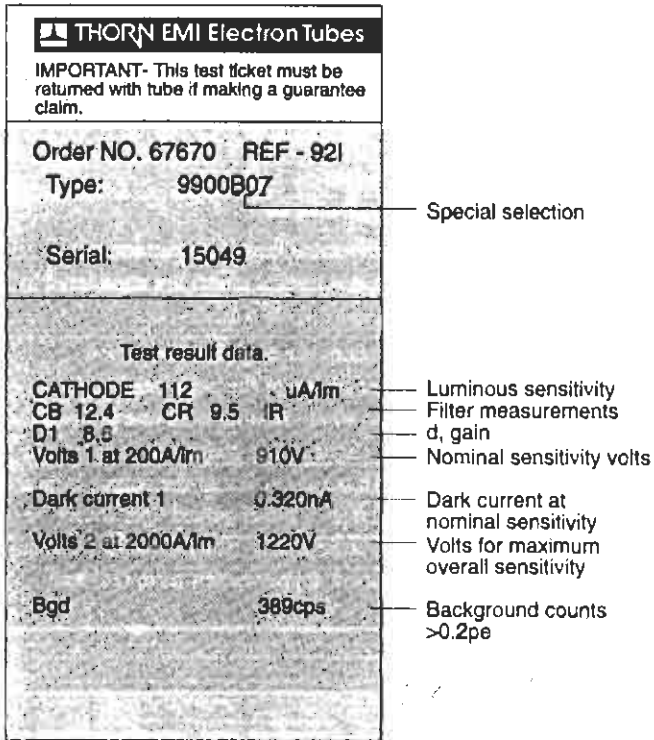 THORN EMI Electron Tubes
IMPORTANT- This test ticket must be
returned with tube if making a guarantee
claim.
Order NO. 67670 REF - 92I
Type: 9900B07
Special selection
Serial: 15049
Test result data.
CATHODE 112 uA/lm
Luminous sensitivity
CB 12.4 CR 9.5 IR
Filter measurements
D1 8.6
d, gain
Volts 1 at 200A/lm 910V
Nominal sensitivity volts
Dark current 1 0.320nA
Dark current at
nominal sensitivity
Volts 2 at 2000A/lm 1220V
Volts for maximum
overall sensitivity
Bgd 389cps
Background counts
>0.2pe